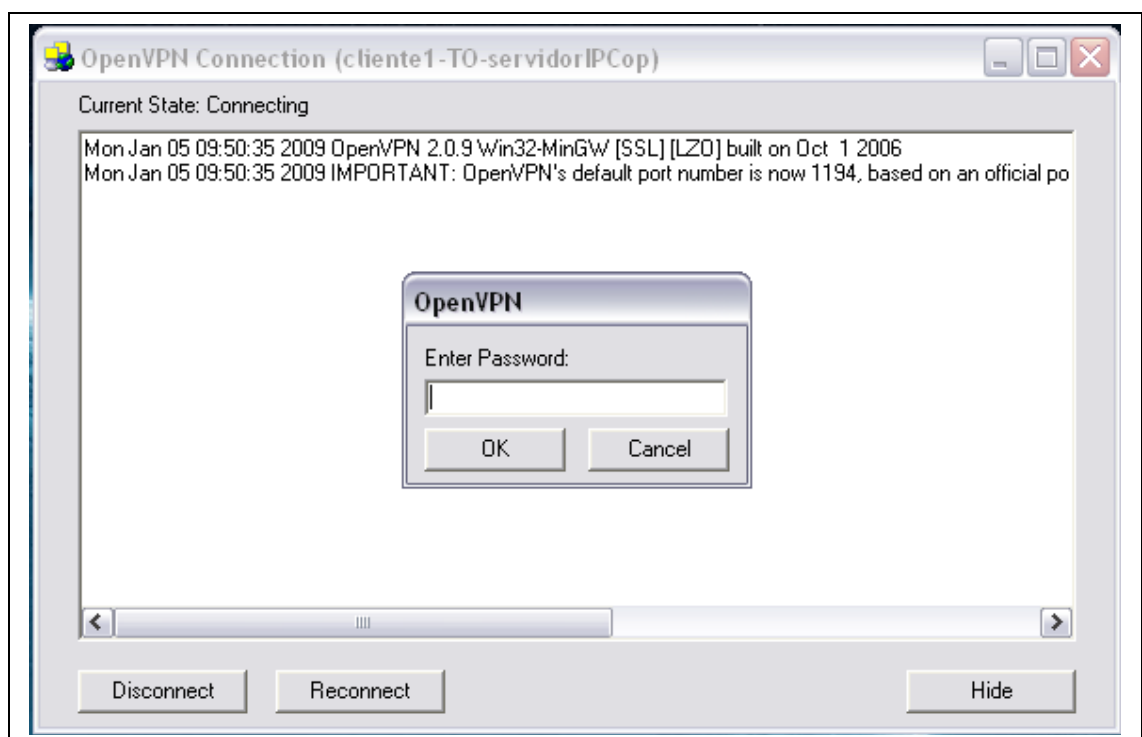 OpenVPN Connection (cliente1-TO-servidorIPCop)
Current State: Connecting
Mon Jan 05 09:50:35 2009 OpenVPN 2.0.9 Win32-MinGW [SSL] [LZO] built on Oct 1 2006
Mon Jan 05 09:50:35 2009 IMPORTANT: OpenVPN's default port number is now 1194, based on an official po
OpenVPN
Enter Password:
OK Cancel
Disconnect Reconnect Hide